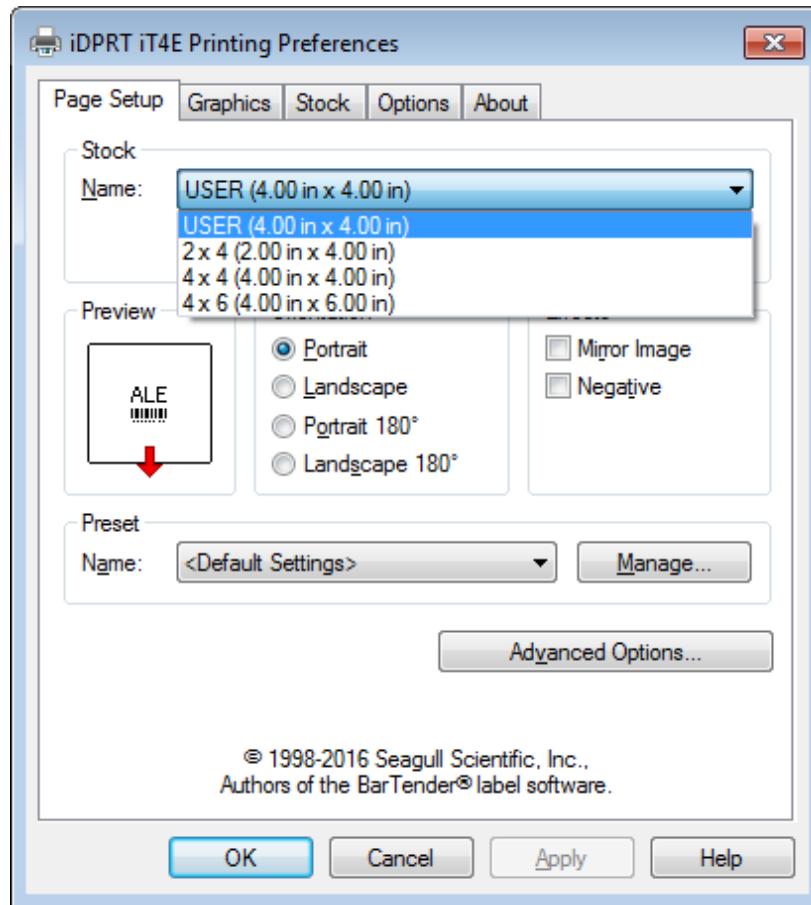 iDPRT iT4E Printing Preferences
Page Setup Graphics Stock Options About
Stock
Name: USER (4.00 in x 4.00 in)
USER (4.00 in x 4.00 in)
2 x 4 (2.00 in x 4.00 in)
4 x 4 (4.00 in x 4.00 in)
4 x 6 (4.00 in x 6.00 in)
Preview
ALE
Portrait
Landscape
Portrait 180°
Landscape 180°
Mirror Image
Negative
Preset
Name: <Default Settings> Manage...
Advanced Options...
© 1998-2016 Seagull Scientific, Inc.,
Authors of the BarTender® label software.
OK Cancel Apply Help